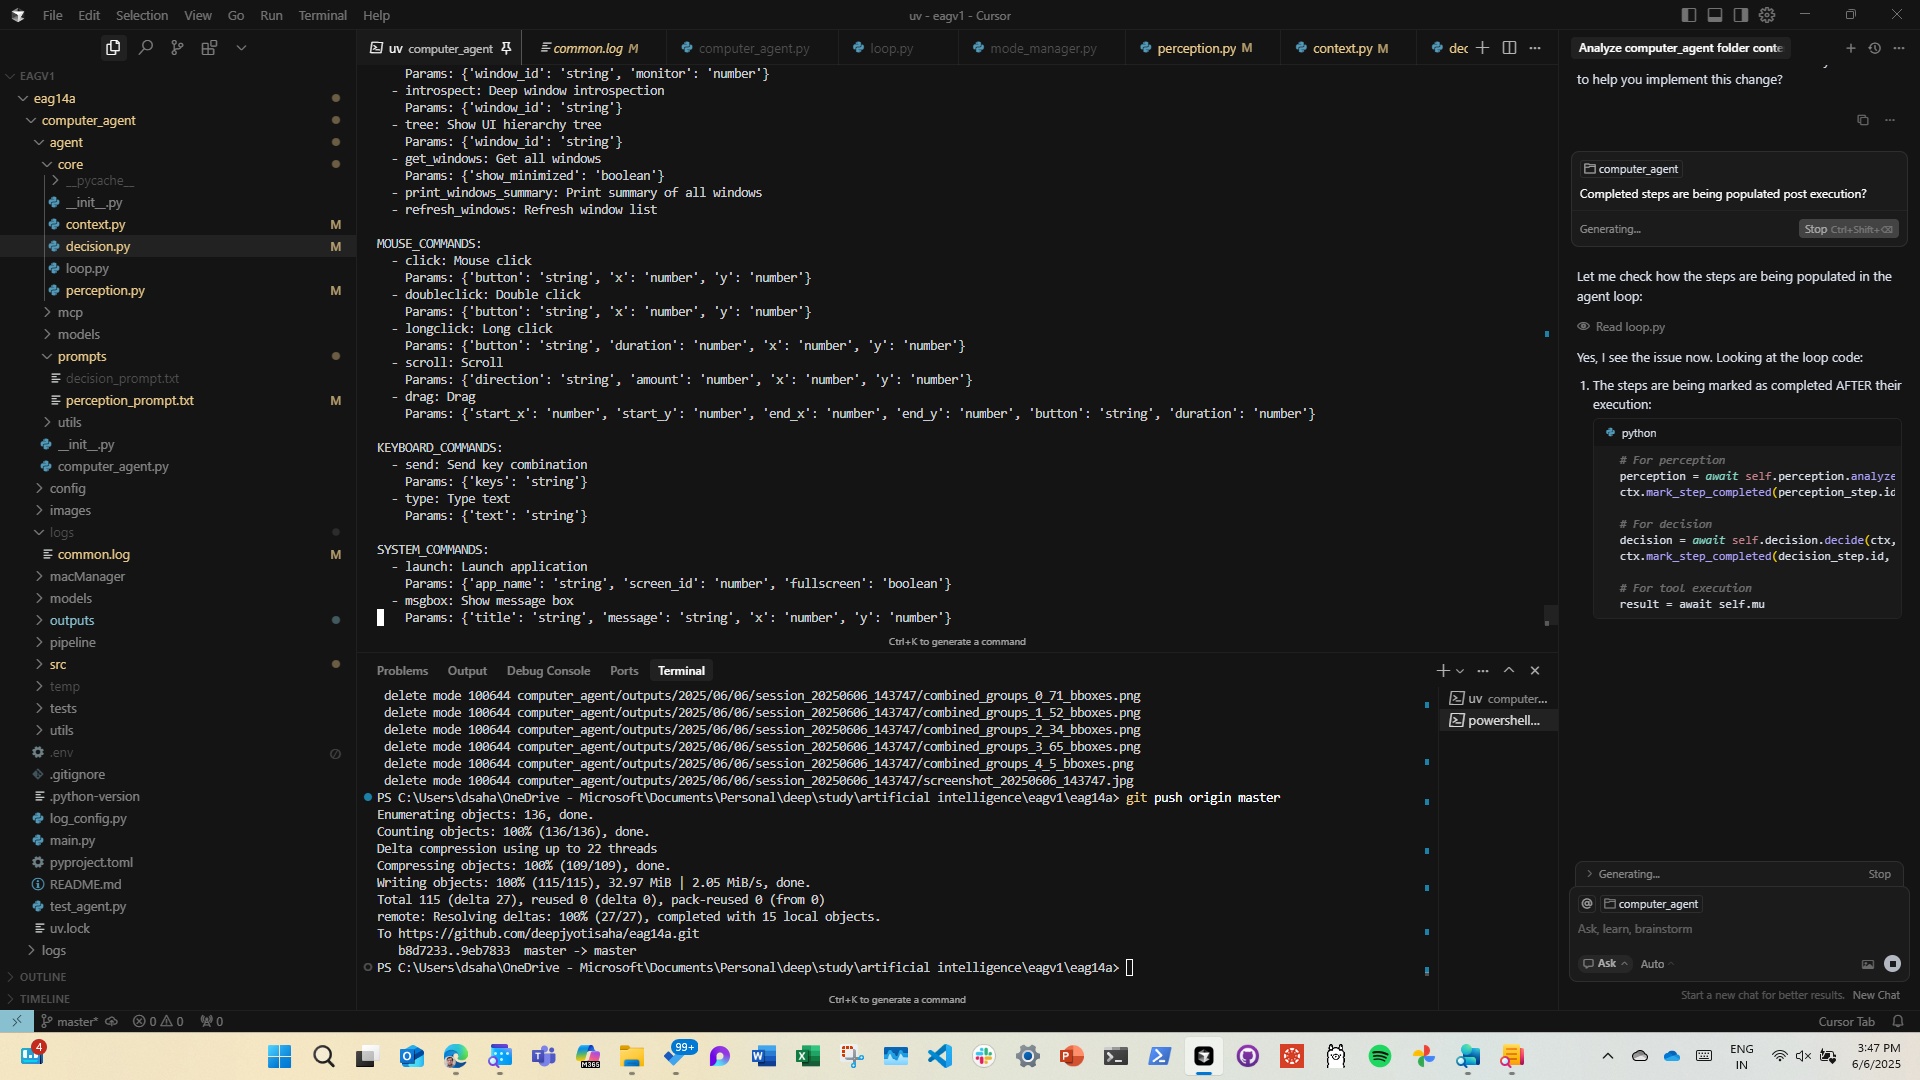 File Edit Selection View Go Run Terminal Help
uv - eagv1 - Cursor
EAGV1
eag14a
computer_agent
agent
core
__pycache__
__init__.py
context.py M
decision.py M
loop.py
perception.py M
mcp
models
prompts
decision_prompt.txt
perception_prompt.txt M
utils
__init__.py
computer_agent.py
config
images
logs
common.log M
macManager
models
outputs
pipeline
src
temp
tests
utils
.env
.gitignore
.python-version
log_config.py
main.py
pyproject.toml
README.md
test_agent.py
uv.lock
logs
OUTLINE
TIMELINE
uv computer_agent common.log M computer_agent.py loop.py mode_manager.py perception.py M context.py M dec
Params: {'window_id': 'string', 'monitor': 'number'}
- introspect: Deep window introspection
Params: {'window_id': 'string'}
- tree: Show UI hierarchy tree
Params: {'window_id': 'string'}
- get_windows: Get all windows
Params: {'show_minimized': 'boolean'}
- print_windows_summary: Print summary of all windows
- refresh_windows: Refresh window list
MOUSE_COMMANDS:
- click: Mouse click
Params: {'button': 'string', 'x': 'number', 'y': 'number'}
- doubleclick: Double click
Params: {'button': 'string', 'x': 'number', 'y': 'number'}
- longclick: Long click
Params: {'button': 'string', 'duration': 'number', 'x': 'number', 'y': 'number'}
- scroll: Scroll
Params: {'direction': 'string', 'amount': 'number', 'x': 'number', 'y': 'number'}
- drag: Drag
Params: {'start_x': 'number', 'start_y': 'number', 'end_x': 'number', 'end_y': 'number', 'button': 'string', 'duration': 'number'}
KEYBOARD_COMMANDS:
- send: Send key combination
Params: {'keys': 'string'}
- type: Type text
Params: {'text': 'string'}
SYSTEM_COMMANDS:
- launch: Launch application
Params: {'app_name': 'string', 'screen_id': 'number', 'fullscreen': 'boolean'}
- msgbox: Show message box
Params: {'title': 'string', 'message': 'string', 'x': 'number', 'y': 'number'}
Ctrl+K to generate a command
Problems Output Debug Console Ports Terminal
delete mode 100644 computer_agent/outputs/2025/06/06/session_20250606_143747/combined_groups_0_71_bboxes.png
delete mode 100644 computer_agent/outputs/2025/06/06/session_20250606_143747/combined_groups_1_52_bboxes.png
delete mode 100644 computer_agent/outputs/2025/06/06/session_20250606_143747/combined_groups_2_34_bboxes.png
delete mode 100644 computer_agent/outputs/2025/06/06/session_20250606_143747/combined_groups_3_65_bboxes.png
delete mode 100644 computer_agent/outputs/2025/06/06/session_20250606_143747/combined_groups_4_5_bboxes.png
delete mode 100644 computer_agent/outputs/2025/06/06/session_20250606_143747/screenshot_20250606_143747.jpg
PS C:\Users\dsaha\OneDrive - Microsoft\Documents\Personal\deep\study\artificial intelligence\eagv1\eag14a> git push origin master
Enumerating objects: 136, done.
Counting objects: 100% (136/136), done.
Delta compression using up to 22 threads
Compressing objects: 100% (109/109), done.
Writing objects: 100% (115/115), 32.97 MiB | 2.05 MiB/s, done.
Total 115 (delta 27), reused 0 (delta 0), pack-reused 0 (from 0)
remote: Resolving deltas: 100% (27/27), completed with 15 local objects.
To https://github.com/deepjyotisaha/eag14a.git
b8d7233..9eb7833 master -> master
PS C:\Users\dsaha\OneDrive - Microsoft\Documents\Personal\deep\study\artificial intelligence\eagv1\eag14a>
Ctrl+K to generate a command
uv computer...
powershell...
Analyze computer_agent folder conte
to help you implement this change?
computer_agent
Completed steps are being populated post execution?
Generating... Stop Ctrl+Shift+⌫
Let me check how the steps are being populated in the
agent loop:
Read loop.py
Yes, I see the issue now. Looking at the loop code:
1. The steps are being marked as completed AFTER their
execution:
python
# For perception
perception = await self.perception.analyze
ctx.mark_step_completed(perception_step.id
# For decision
decision = await self.decision.decide(ctx,
ctx.mark_step_completed(decision_step.id,
# For tool execution
result = await self.mu
Generating... Stop
@ computer_agent
Ask, learn, brainstorm
Ask Auto
Start a new chat for better results. New Chat
master* 0 0 0
Cursor Tab
4
M365
99+
ENG
IN
3:47 PM
6/6/2025